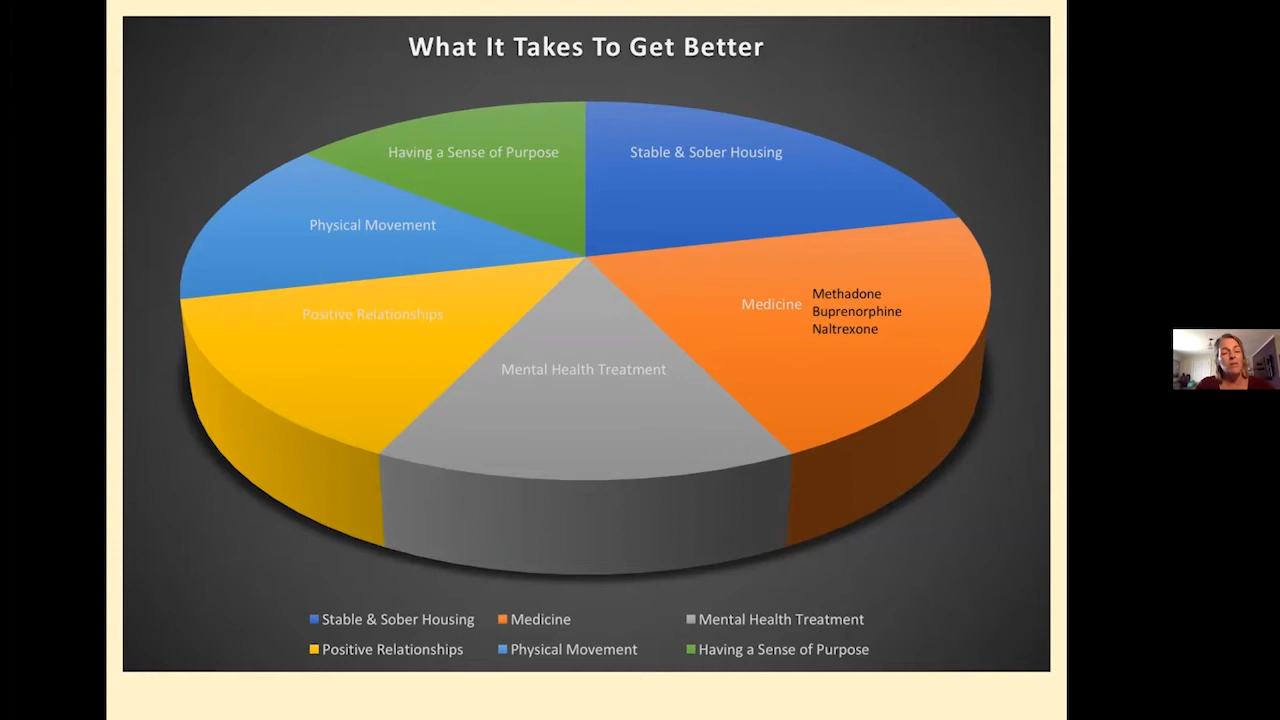 What It Takes To Get Better
Having a Sense of Purpose
Stable & Sober Housing
Physical Movement
Positive Relationships
Medicine
Methadone
Buprenorphine
Naltrexone
Mental Health Treatment
Stable & Sober Housing
Medicine
Mental Health Treatment
Positive Relationships
Physical Movement
Having a Sense of Purpose